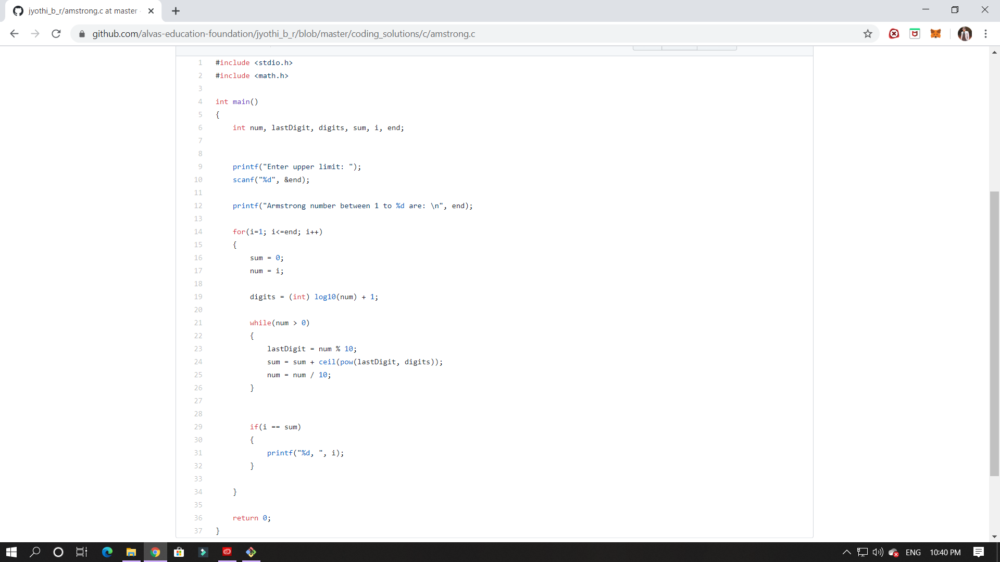 jyothi_b_r/amstrong.c at master
github.com/alvas-education-foundation/jyothi_b_r/blob/master/coding_solutions/c/amstrong.c
1 #include <stdio.h>
2 #include <math.h>
3
4 int main()
5 {
6 int num, lastDigit, digits, sum, i, end;
7
8
9 printf("Enter upper limit: ");
10 scanf("%d", &end);
11
12 printf("Armstrong number between 1 to %d are: \n", end);
13
14 for(i=1; i<=end; i++)
15 {
16 sum = 0;
17 num = i;
18
19 digits = (int) log10(num) + 1;
20
21 while(num > 0)
22 {
23 lastDigit = num % 10;
24 sum = sum + ceil(pow(lastDigit, digits));
25 num = num / 10;
26 }
27
28
29 if(i == sum)
30 {
31 printf("%d, ", i);
32 }
33
34 }
35
36 return 0;
37 }
ENG 10:40 PM